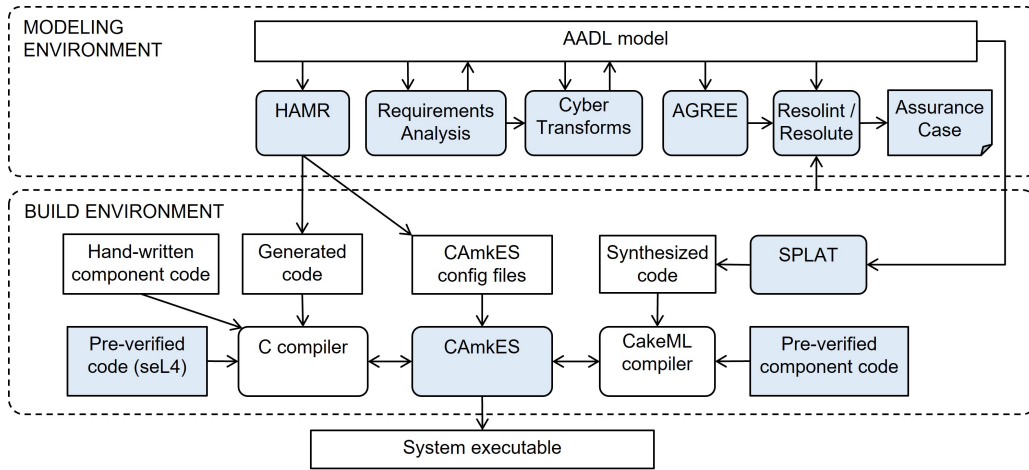 MODELING
ENVIRONMENT
AADL model
HAMR
Requirements
Analysis
Cyber
Transforms
AGREE
Resolint /
Resolute
Assurance
Case
BUILD ENVIRONMENT
Hand-written
component code
Generated
code
CAmkES
config files
Synthesized
code
SPLAT
Pre-verified
code (seL4)
C compiler
CAmkES
CakeML
compiler
Pre-verified
component code
System executable